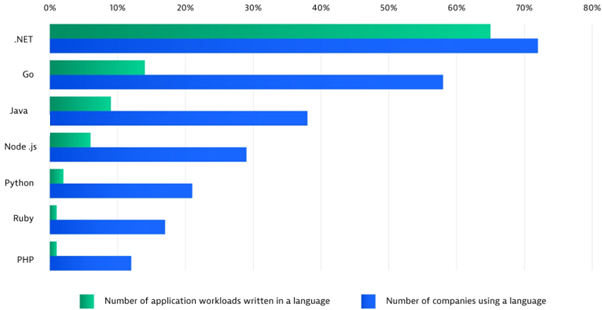 0% 10% 20% 30% 40% 50% 60% 70% 80%
.NET
Go
Java
Node .js
Python
Ruby
PHP
Number of application workloads written in a language Number of companies using a language